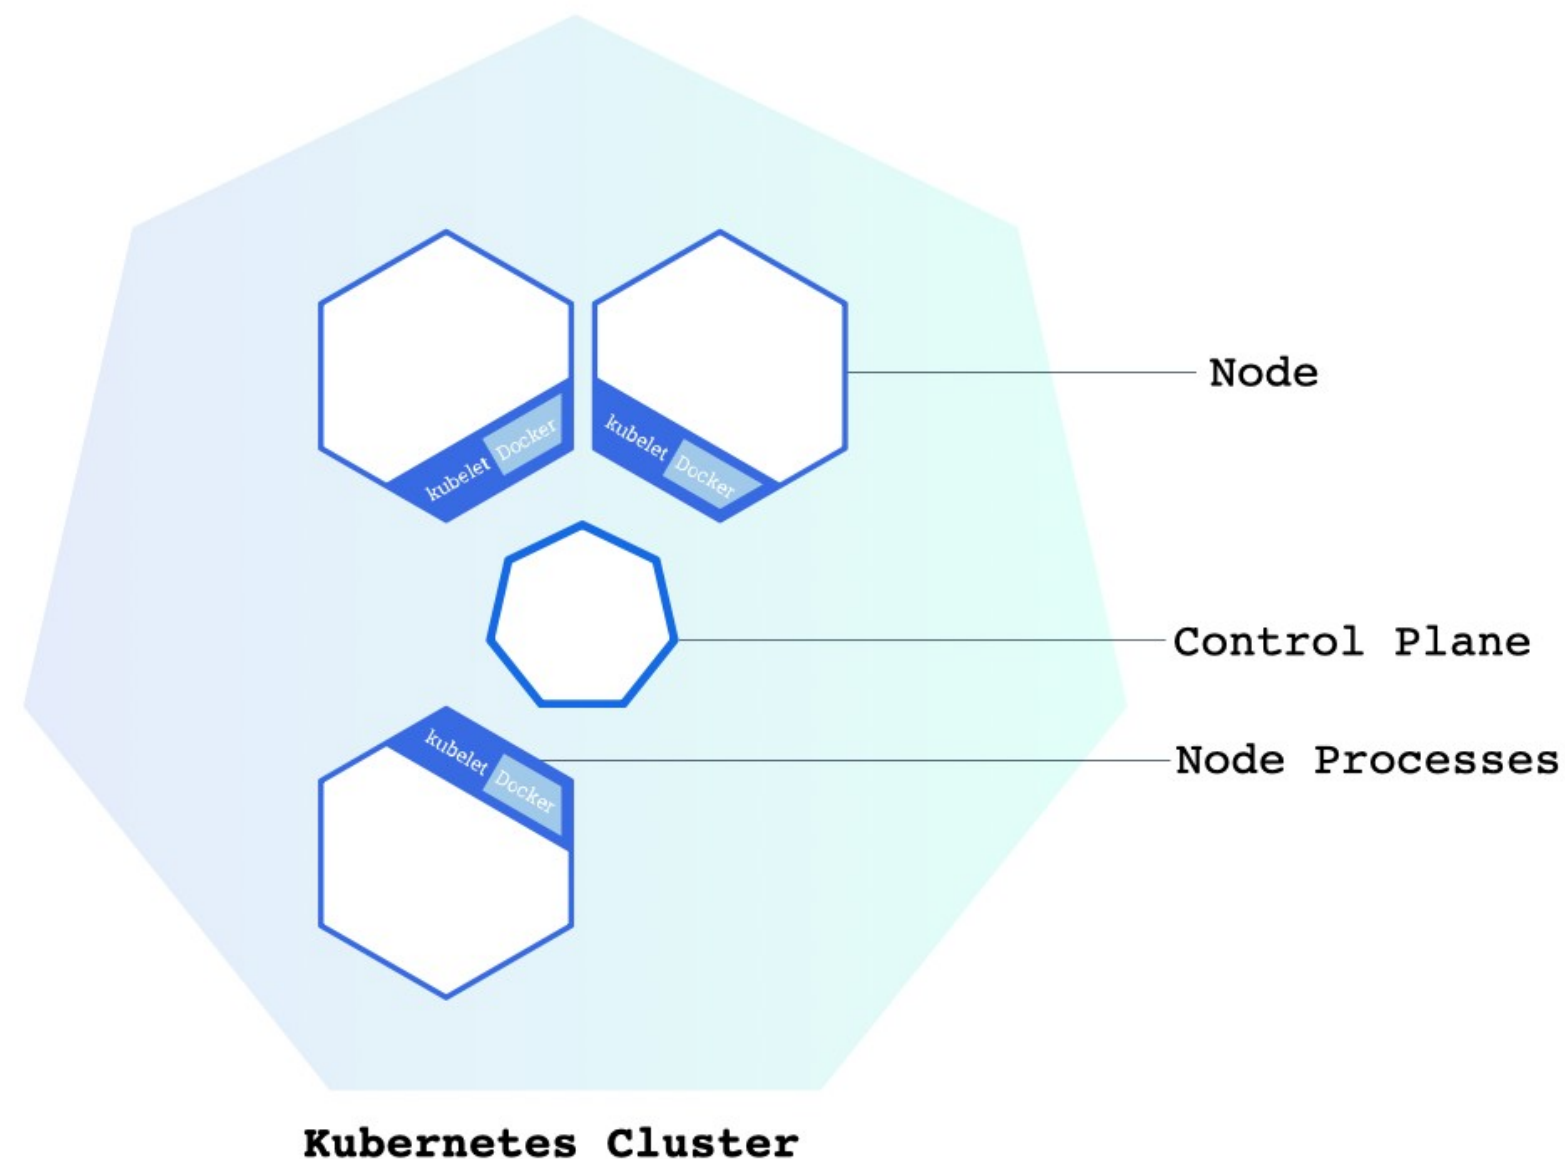 kubelet Docker
kubelet Docker
Node
Control Plane
kubelet Docker
Node Processes
Kubernetes Cluster